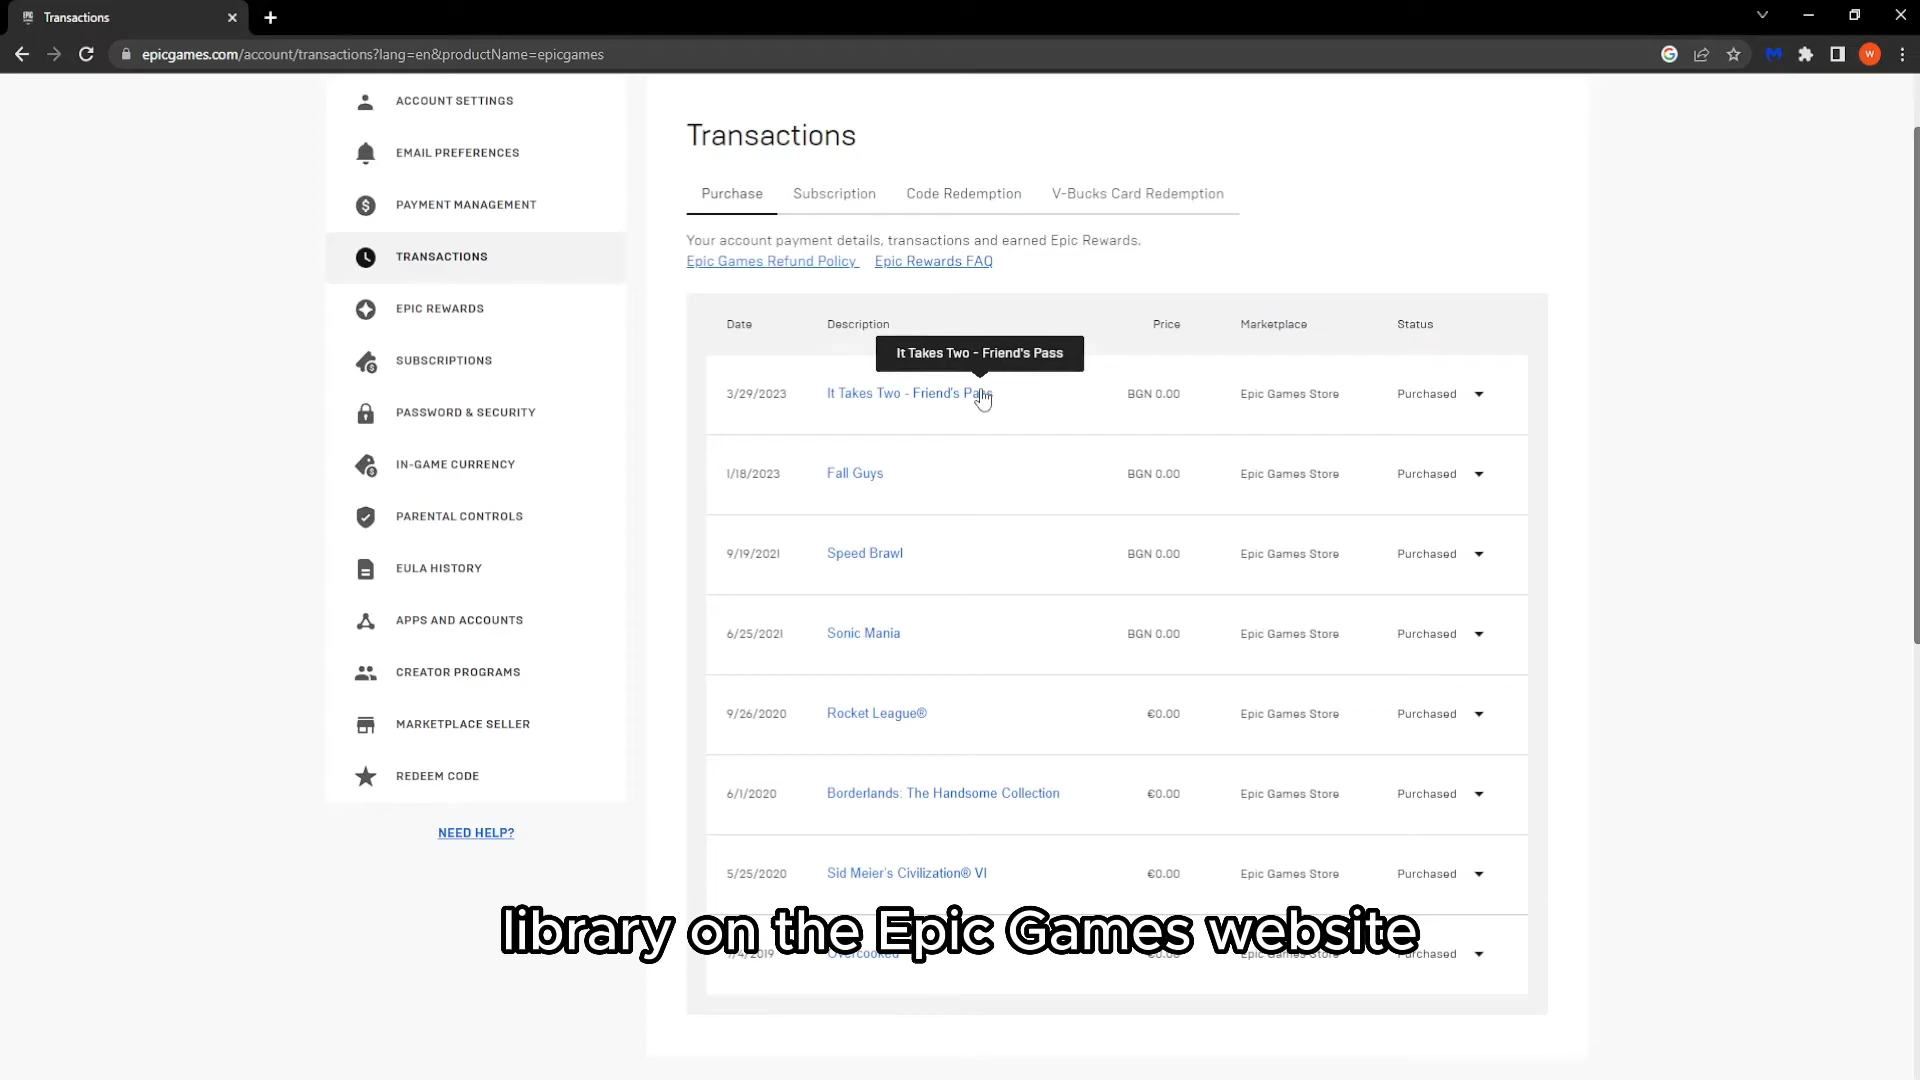 Transactions
epicgames.com/account/transactions?lang=en&productName=epicgames
W
ACCOUNT SETTINGS
EMAIL PREFERENCES
PAYMENT MANAGEMENT
TRANSACTIONS
EPIC REWARDS
SUBSCRIPTIONS
PASSWORD & SECURITY
IN-GAME CURRENCY
PARENTAL CONTROLS
EULA HISTORY
APPS AND ACCOUNTS
CREATOR PROGRAMS
MARKETPLACE SELLER
REDEEM CODE
NEED HELP?
Transactions
Purchase Subscription Code Redemption V-Bucks Card Redemption
Your account payment details, transactions and earned Epic Rewards.
Epic Games Refund Policy Epic Rewards FAQ
Date Description Price Marketplace Status
It Takes Two - Friend's Pass
3/29/2023 It Takes Two - Friend's Pass BGN 0.00 Epic Games Store Purchased
1/18/2023 Fall Guys BGN 0.00 Epic Games Store Purchased
9/19/2021 Speed Brawl BGN 0.00 Epic Games Store Purchased
6/25/2021 Sonic Mania BGN 0.00 Epic Games Store Purchased
9/26/2020 Rocket League® €0.00 Epic Games Store Purchased
6/1/2020 Borderlands: The Handsome Collection €0.00 Epic Games Store Purchased
5/25/2020 Sid Meier's Civilization® VI €0.00 Epic Games Store Purchased
library on the Epic Games website
Overcooked €0.00 Epic Games Store Purchased